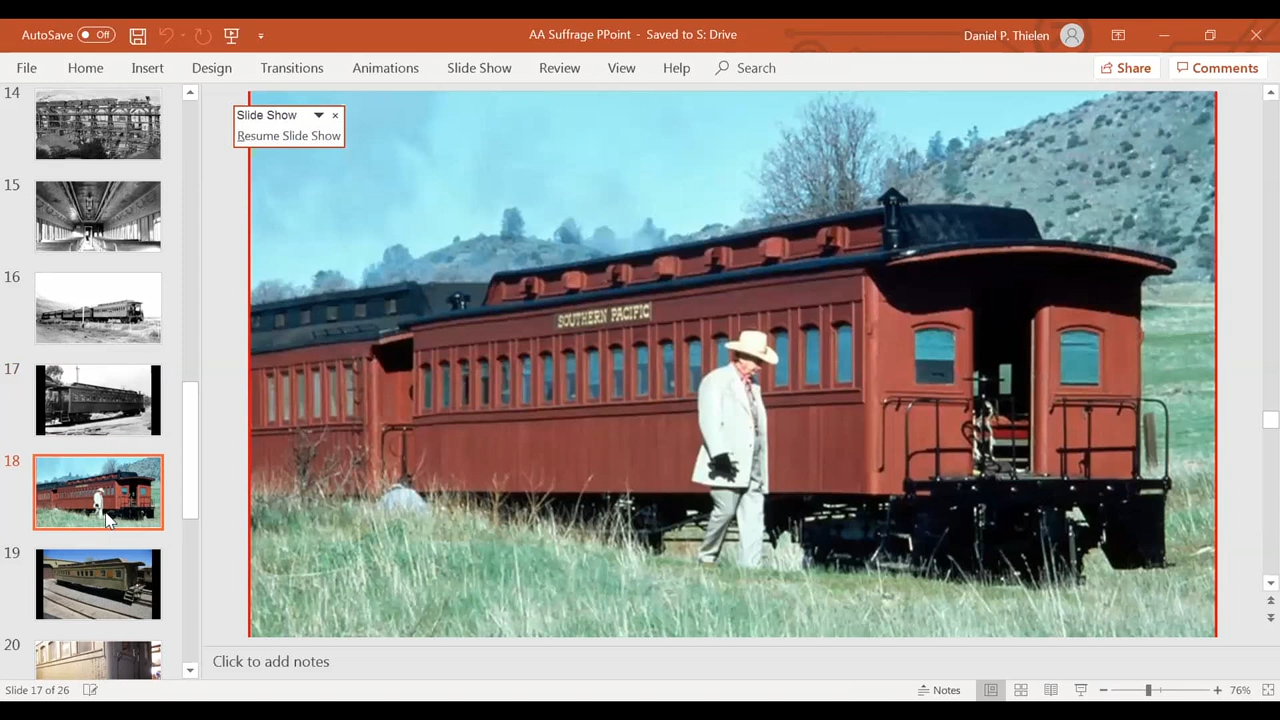 AutoSave Off AA Suffrage PPoint - Saved to S: Drive Daniel P. Thielen
File Home Insert Design Transitions Animations Slide Show Review View Help Search Share Comments
14
15
16
17
18
19
20
Slide Show
Resume Slide Show
SOUTHERN PACIFIC
Click to add notes
Slide 17 of 26 Notes 76%